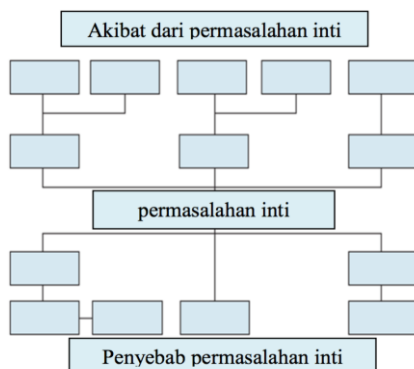 Akibat dari permasalahan inti
permasalahan inti
Penyebab permasalahan inti